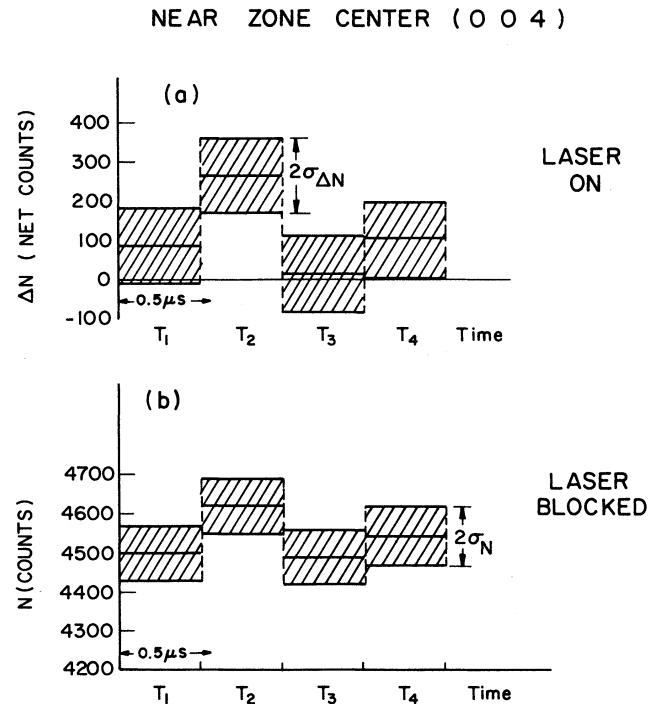 NEAR ZONE CENTER (0 0 4)
(a)
ΔN (NET COUNTS)
400
300
200
100
0
-100
2σΔN
LASER
ON
0.5μs
T₁ T₂ T₃ T₄ Time
(b)
N (COUNTS)
4700
4600
4500
4400
4300
4200
2σN
LASER
BLOCKED
0.5μs
T₁ T₂ T₃ T₄ Time